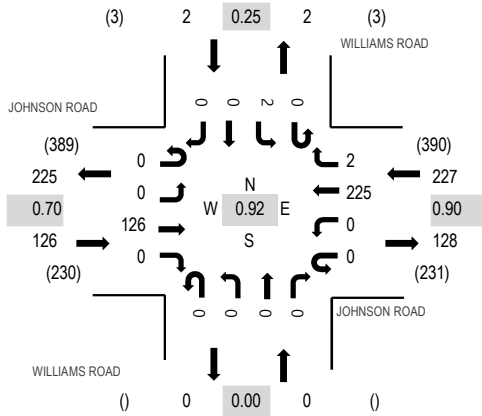 (3) 2 0.25 2 (3)
WILLIAMS ROAD
JOHNSON ROAD
0 0 2 0
(389) (390)
225 0 2 227
0.70 0 225 0.90
N
W 0.92 E
S
126 126 0 128
(230) 0 0 (231)
0 0 0 0
JOHNSON ROAD
WILLIAMS ROAD
() 0 0.00 0 ()